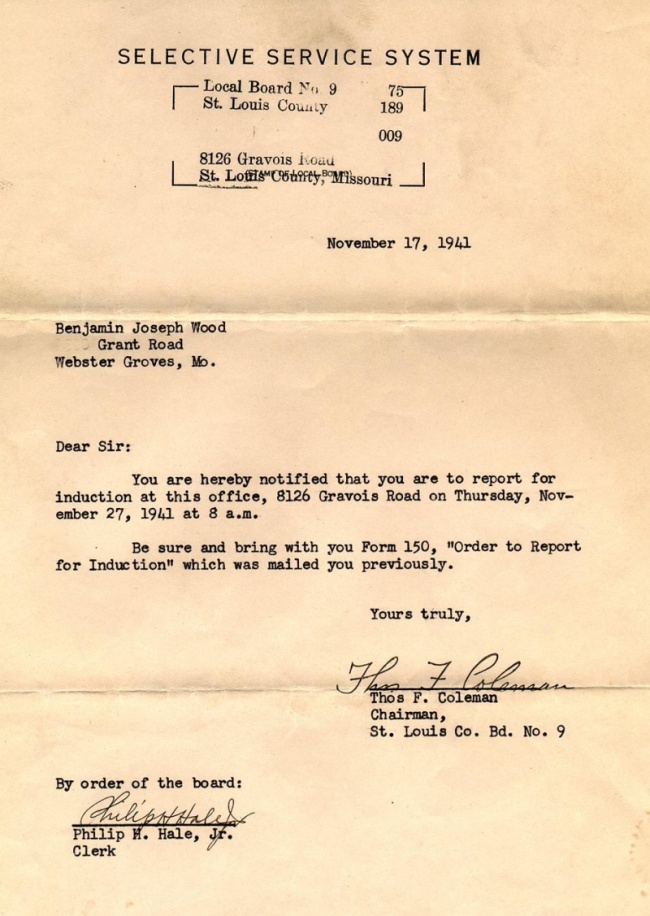 SELECTIVE SERVICE SYSTEM
Local Board No 9 75
St. Louis County 189
009
8126 Gravois Road
(STAMP OF LOCAL BOARD)
St. Louis County, Missouri
November 17, 1941
Benjamin Joseph Wood
Grant Road
Webster Groves, Mo.
Dear Sir:
You are hereby notified that you are to report for
induction at this office, 8126 Gravois Road on Thursday, Nov-
ember 27, 1941 at 8 a.m.
Be sure and bring with you Form 150, "Order to Report
for Induction" which was mailed you previously.
Yours truly,
Thos F Coleman
Thos F. Coleman
Chairman,
St. Louis Co. Bd. No. 9
By order of the board:
Philip H Hale Jr
Philip H. Hale, Jr.
Clerk